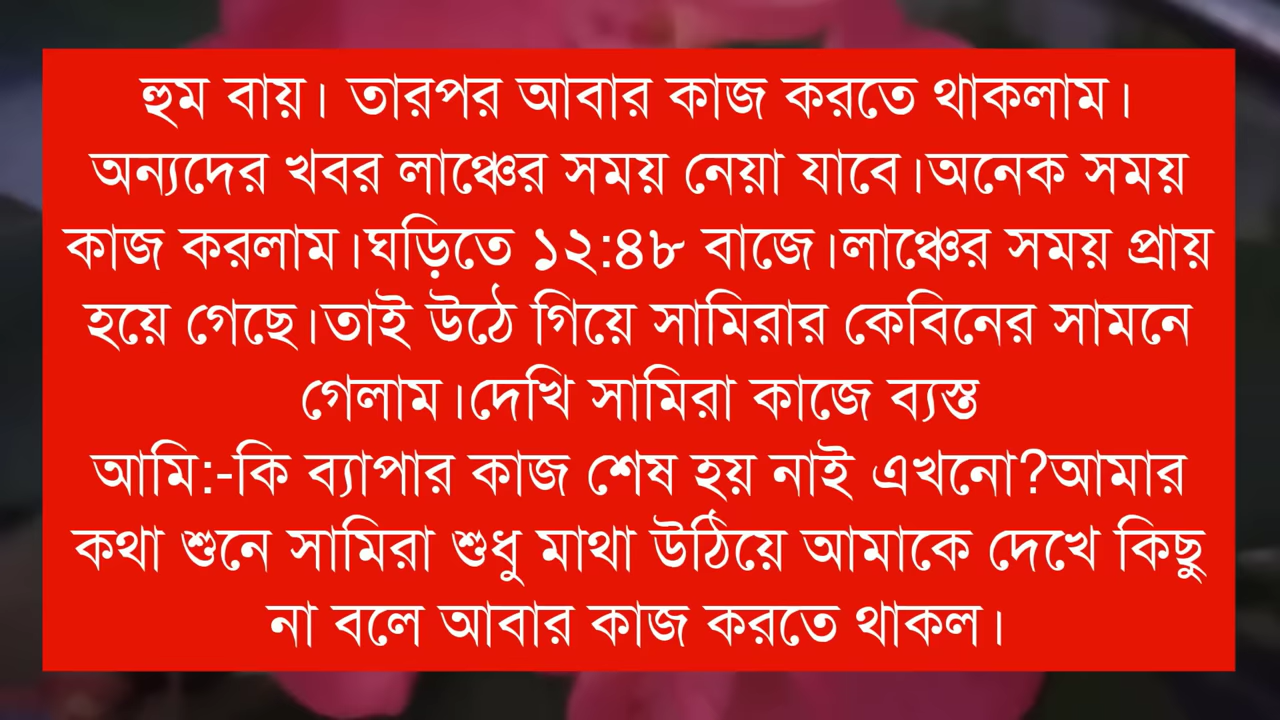 হুম বায়। তারপর আবার কাজ করতে থাকলাম।
অন্যদের খবর লাঞ্চের সময় নেয়া যাবে।অনেক সময়
কাজ করলাম।ঘড়িতে ১২:৪৮ বাজে।লাঞ্চের সময় প্রায়
হয়ে গেছে।তাই উঠে গিয়ে সামিরার কেবিনের সামনে
গেলাম।দেখি সামিরা কাজে ব্যস্ত
আমি:-কি ব্যাপার কাজ শেষ হয় নাই এখনো?আমার
কথা শুনে সামিরা শুধু মাথা উঠিয়ে আমাকে দেখে কিছু
না বলে আবার কাজ করতে থাকল।